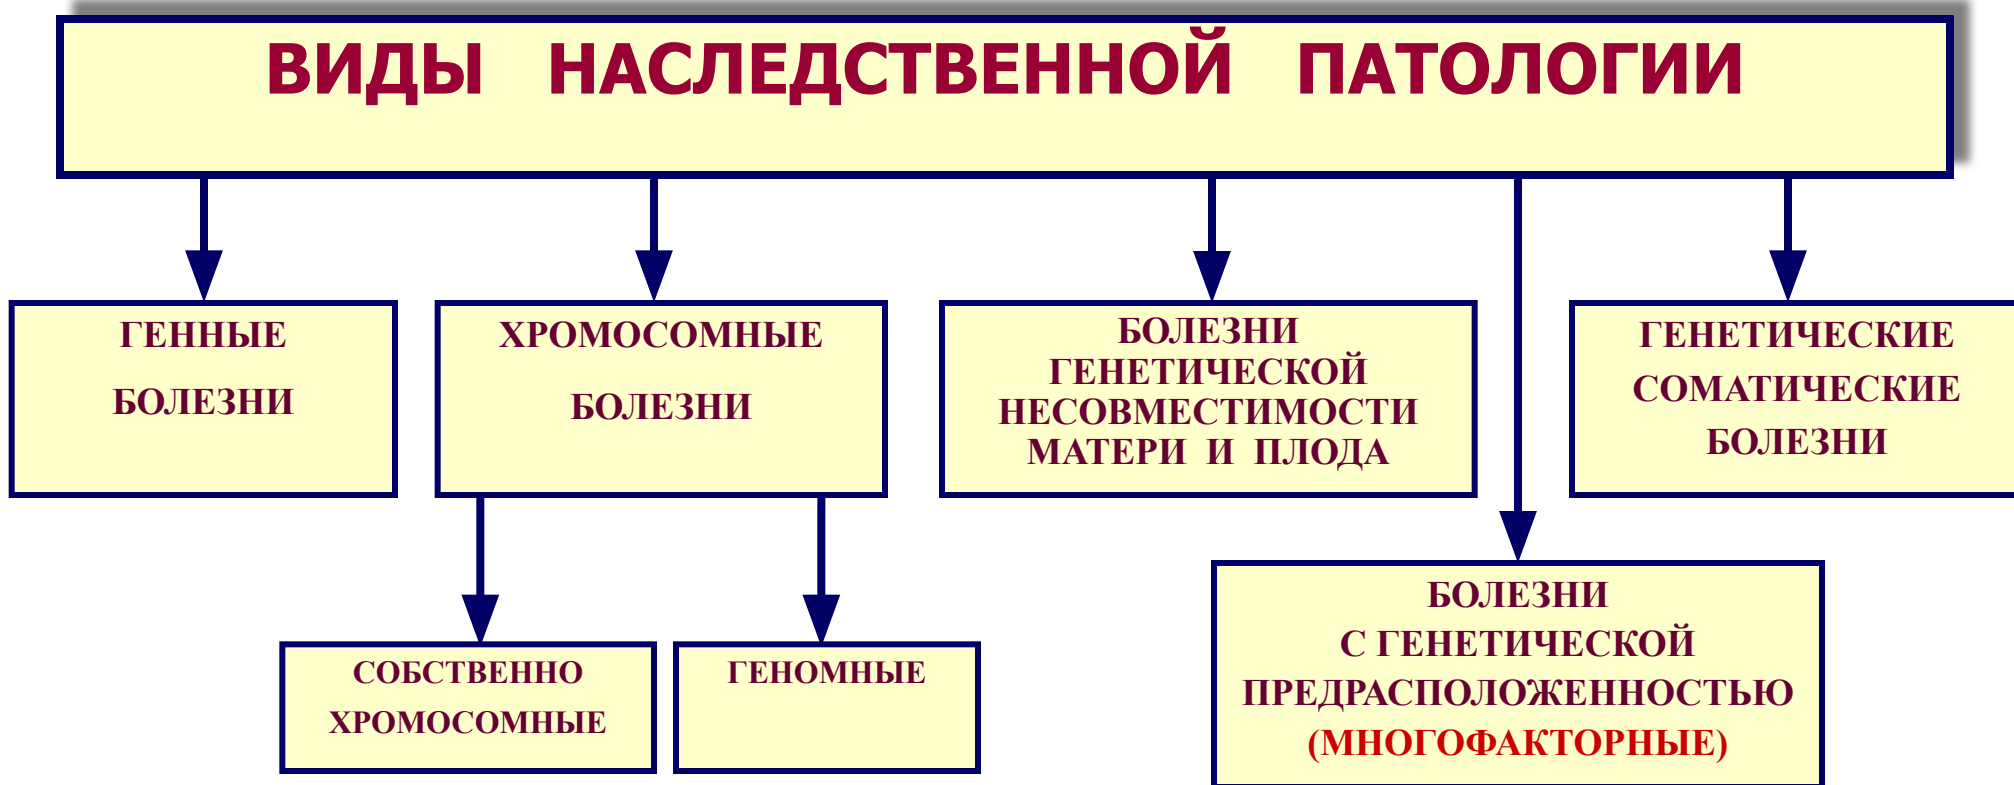 ВИДЫ НАСЛЕДСТВЕННОЙ ПАТОЛОГИИ
ГЕННЫЕ
БОЛЕЗНИ
ХРОМОСОМНЫЕ
БОЛЕЗНИ
БОЛЕЗНИ
ГЕНЕТИЧЕСКОЙ
НЕСОВМЕСТИМОСТИ
МАТЕРИ И ПЛОДА
ГЕНЕТИЧЕСКИЕ
СОМАТИЧЕСКИЕ
БОЛЕЗНИ
СОБСТВЕННО
ХРОМОСОМНЫЕ
ГЕНОМНЫЕ
БОЛЕЗНИ
С ГЕНЕТИЧЕСКОЙ
ПРЕДРАСПОЛОЖЕННОСТЬЮ
(МНОГОФАКТОРНЫЕ)